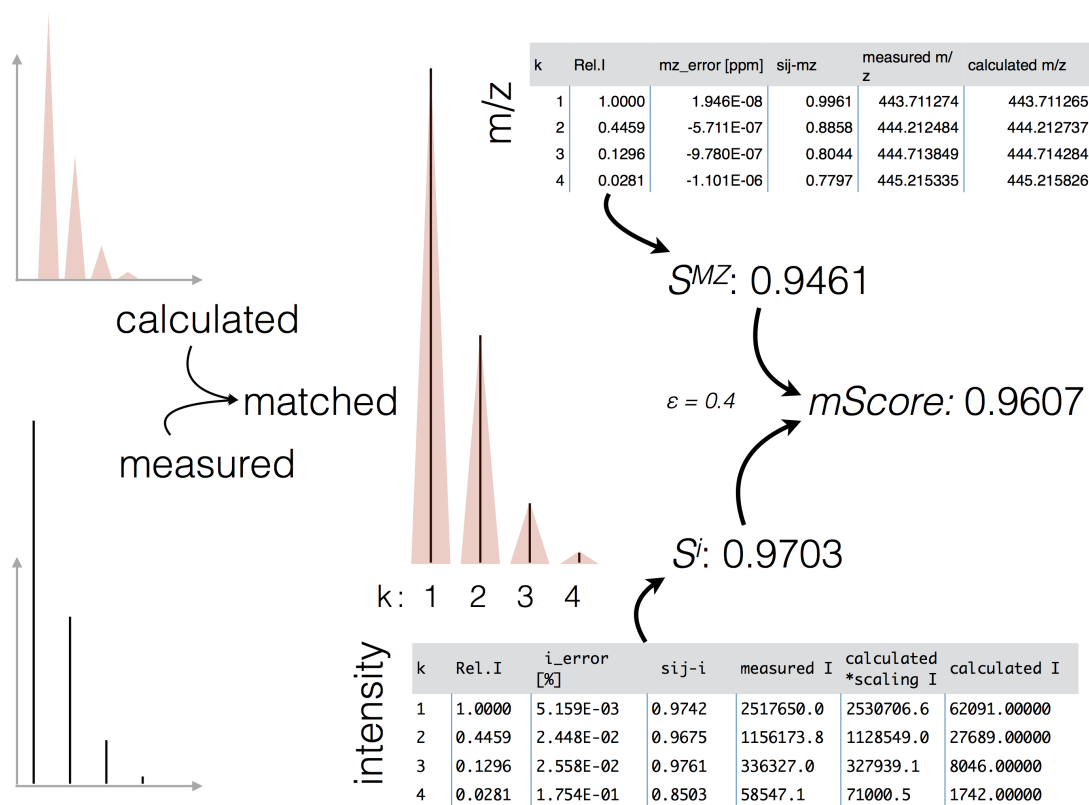 m/z
k Rel.I mz_error [ppm] sij-mz measured m/
z calculated m/z
1 1.0000 1.946E-08 0.9961 443.711274 443.711265
2 0.4459 -5.711E-07 0.8858 444.212484 444.212737
3 0.1296 -9.780E-07 0.8044 444.713849 444.714284
4 0.0281 -1.101E-06 0.7797 445.215335 445.215826
S^MZ: 0.9461
calculated
matched
measured
ε = 0.4
mScore: 0.9607
S^i: 0.9703
k: 1 2 3 4
intensity
k Rel.I i_error
[%] sij-i measured I calculated
*scaling I calculated I
1 1.0000 5.159E-03 0.9742 2517650.0 2530706.6 62091.00000
2 0.4459 2.448E-02 0.9675 1156173.8 1128549.0 27689.00000
3 0.1296 2.558E-02 0.9761 336327.0 327939.1 8046.00000
4 0.0281 1.754E-01 0.8503 58547.1 71000.5 1742.00000